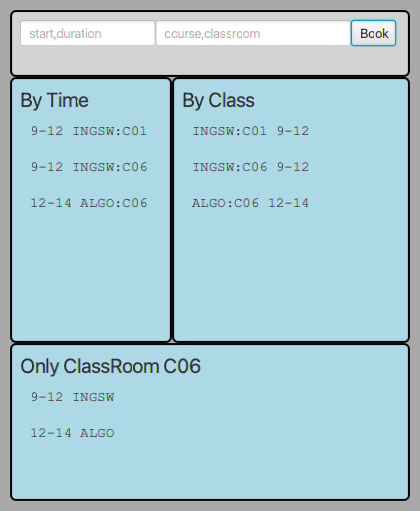 start,duration course,classroom Book
By Time
9-12 INGSW:C01
9-12 INGSW:C06
12-14 ALGO:C06
By Class
INGSW:C01 9-12
INGSW:C06 9-12
ALGO:C06 12-14
Only ClassRoom C06
9-12 INGSW
12-14 ALGO